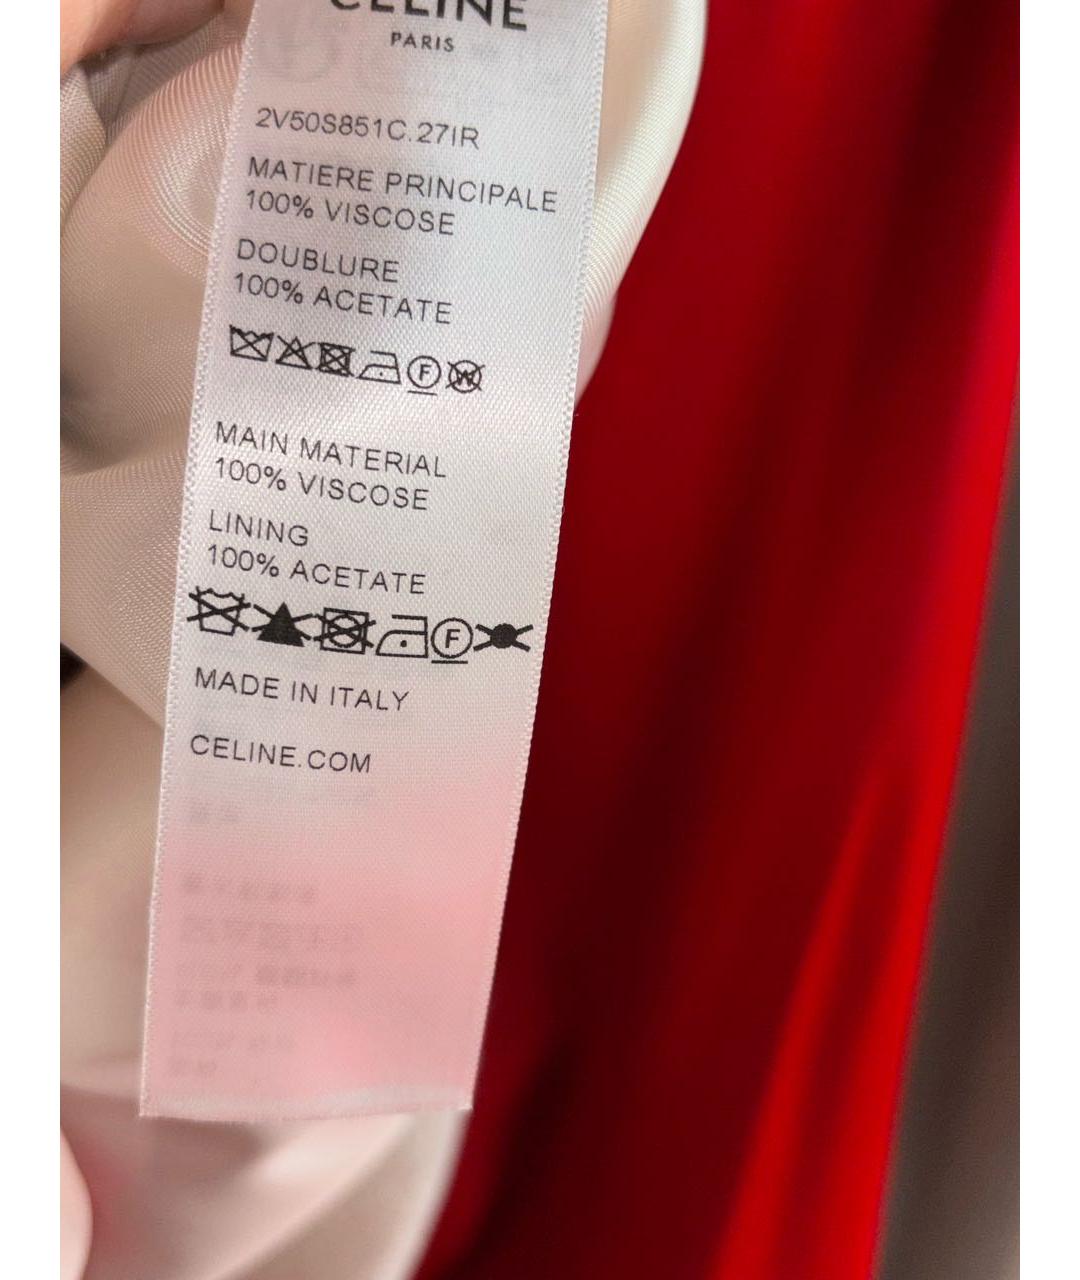 CELINE
PARIS
2V50S851C.27IR
MATIERE PRINCIPALE
100% VISCOSE
DOUBLURE
100% ACETATE
F W
MAIN MATERIAL
100% VISCOSE
LINING
100% ACETATE
F
MADE IN ITALY
CELINE.COM